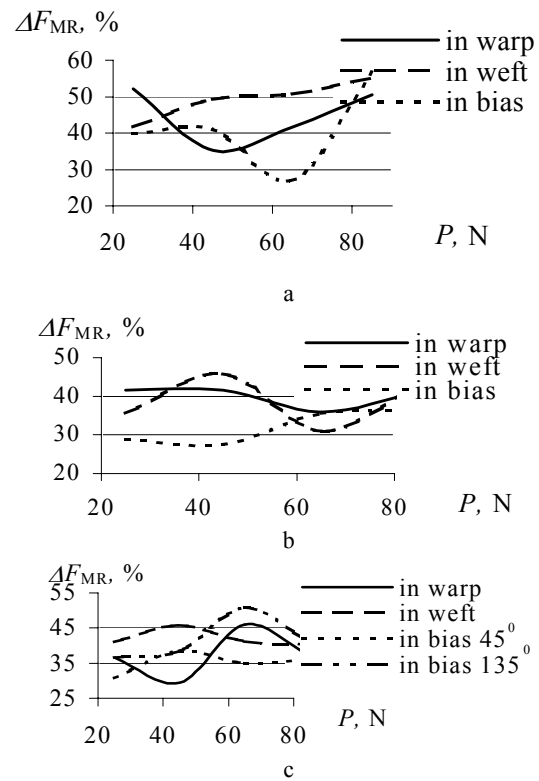 ΔF_MR, %
in warp
in weft
in bias
60
50
40
30
20
20 40 60 80
P, N
a
ΔF_MR, %
in warp
in weft
in bias
50
40
30
20
20 40 60 80
P, N
b
ΔF_MR, %
in warp
in weft
in bias 45⁰
in bias 135⁰
55
45
35
25
20 40 60 80
P, N
c